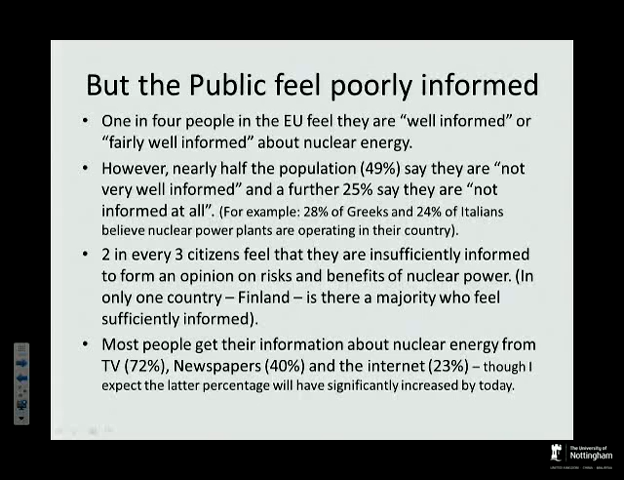 But the Public feel poorly informed
• One in four people in the EU feel they are “well informed” or
“fairly well informed” about nuclear energy.
• However, nearly half the population (49%) say they are “not
very well informed” and a further 25% say they are “not
informed at all”. (For example: 28% of Greeks and 24% of Italians
believe nuclear power plants are operating in their country).
• 2 in every 3 citizens feel that they are insufficiently informed
to form an opinion on risks and benefits of nuclear power. (In
only one country – Finland – is there a majority who feel
sufficiently informed).
• Most people get their information about nuclear energy from
TV (72%), Newspapers (40%) and the internet (23%) – though I
expect the latter percentage will have significantly increased by today.
The University of
Nottingham